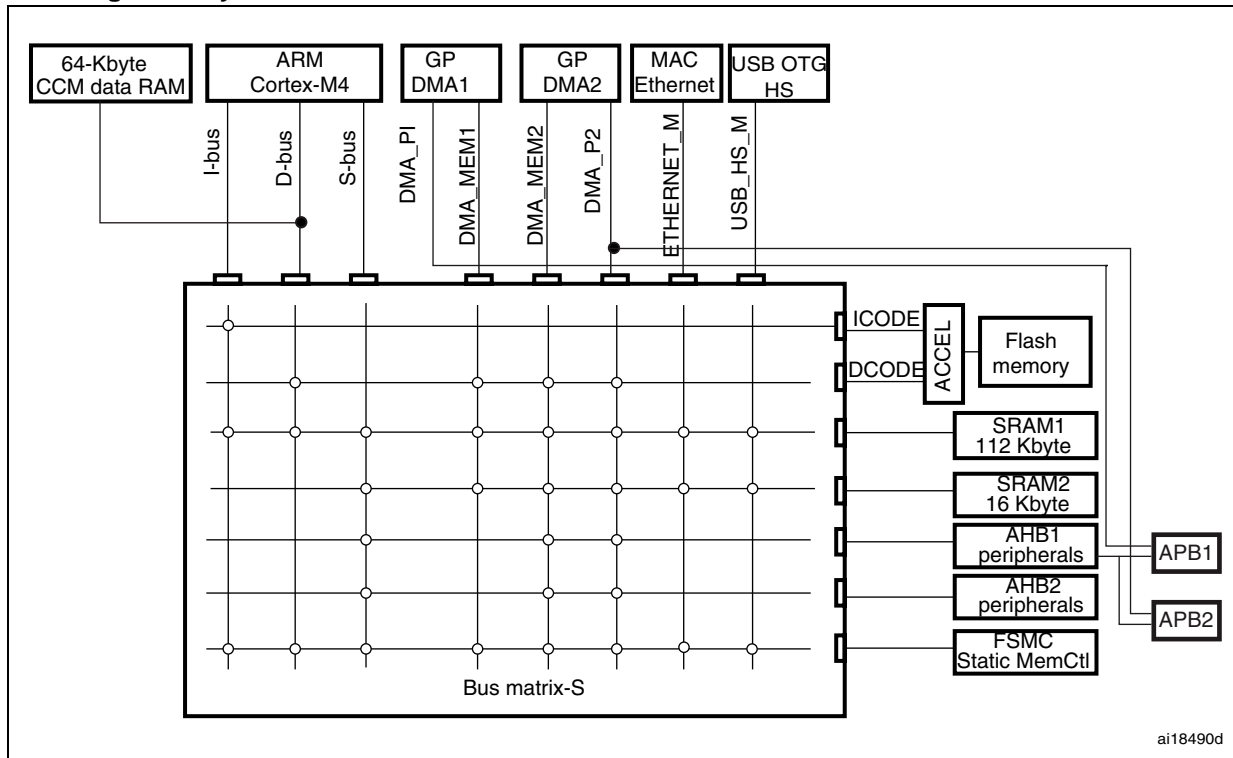 64-Kbyte
CCM data RAM
ARM
Cortex-M4
GP
DMA1
GP
DMA2
MAC
Ethernet
USB OTG
HS
I-bus
D-bus
S-bus
DMA_PI
DMA_MEM1
DMA_MEM2
DMA_P2
ETHERNET_M
USB_HS_M
ICODE
DCODE
ACCEL
Flash
memory
SRAM1
112 Kbyte
SRAM2
16 Kbyte
AHB1
peripherals
AHB2
peripherals
FSMC
Static MemCtl
APB1
APB2
Bus matrix-S
ai18490d